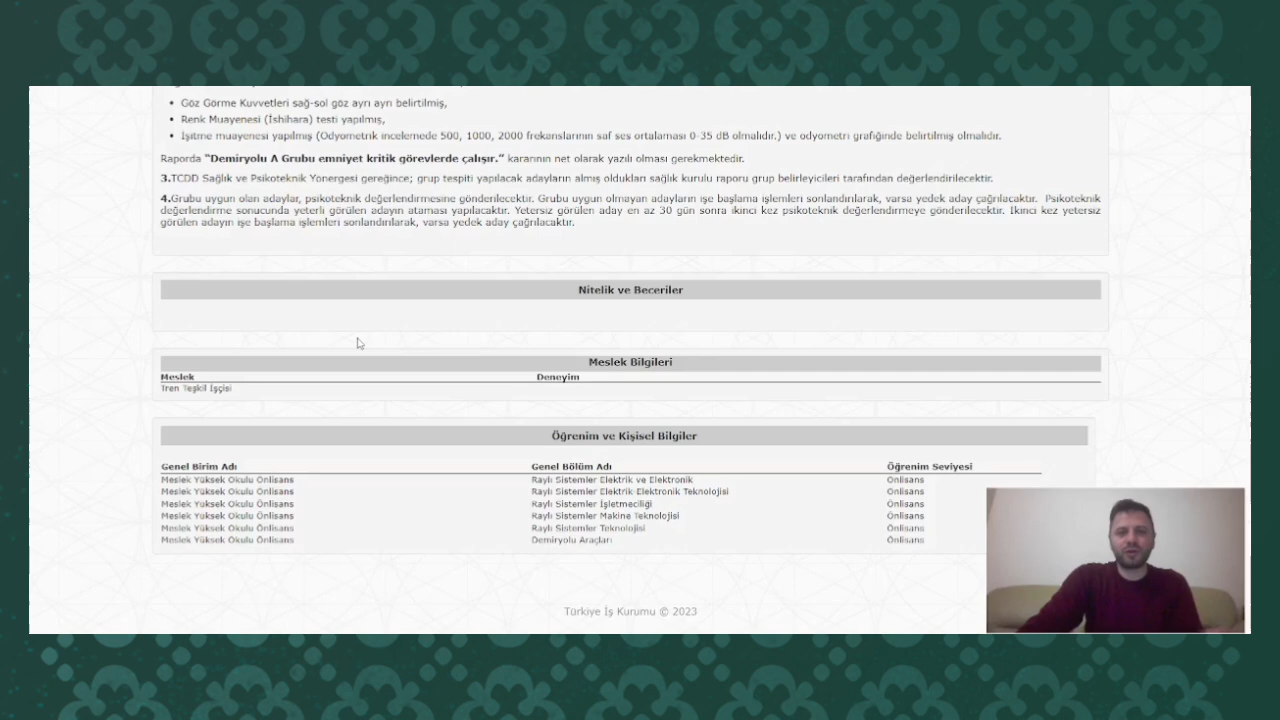 Göz Görme Kuvvetleri sağ-sol göz ayrı ayrı belirtilmiş,
Renk Muayenesi (İshihara) testi yapılmış,
İşitme muayenesi yapılmış (Odyometrik incelemede 500, 1000, 2000 frekanslarının saf ses ortalaması 0-35 dB olmalıdır.) ve odyometri grafiğinde belirtilmiş olmalıdır.
Raporda “Demiryolu A Grubu emniyet kritik görevlerde çalışır.” kararının net olarak yazılı olması gerekmektedir.
3.TCDD Sağlık ve Psikoteknik Yönergesi gereğince; grup tespiti yapılacak adayların almış oldukları sağlık kurulu raporu grup belirleyicileri tarafından değerlendirilecektir.
4.Grubu uygun olan adaylar, psikoteknik değerlendirmesine gönderilecektir. Grubu uygun olmayan adayların işe başlama işlemleri sonlandırılarak, varsa yedek aday çağrılacaktır. Psikoteknik
değerlendirme sonucunda yeterli görülen adayın ataması yapılacaktır. Yetersiz görülen aday en az 30 gün sonra ikinci kez psikoteknik değerlendirmeye gönderilecektir. İkinci kez yetersiz
görülen adayın işe başlama işlemleri sonlandırılarak, varsa yedek aday çağrılacaktır.
Nitelik ve Beceriler
Meslek Bilgileri
Meslek Deneyim
Tren Teşkil İşçisi
Öğrenim ve Kişisel Bilgiler
Genel Birim Adı Genel Bölüm Adı Öğrenim Seviyesi
Meslek Yüksek Okulu Önlisans Raylı Sistemler Elektrik ve Elektronik Önlisans
Meslek Yüksek Okulu Önlisans Raylı Sistemler Elektrik-Elektronik Teknolojisi Önlisans
Meslek Yüksek Okulu Önlisans Raylı Sistemler İşletmeciliği Önlisans
Meslek Yüksek Okulu Önlisans Raylı Sistemler Makine Teknolojisi Önlisans
Meslek Yüksek Okulu Önlisans Raylı Sistemler Teknolojisi Önlisans
Meslek Yüksek Okulu Önlisans Demiryolu Araçları Önlisans
Türkiye İş Kurumu © 2023